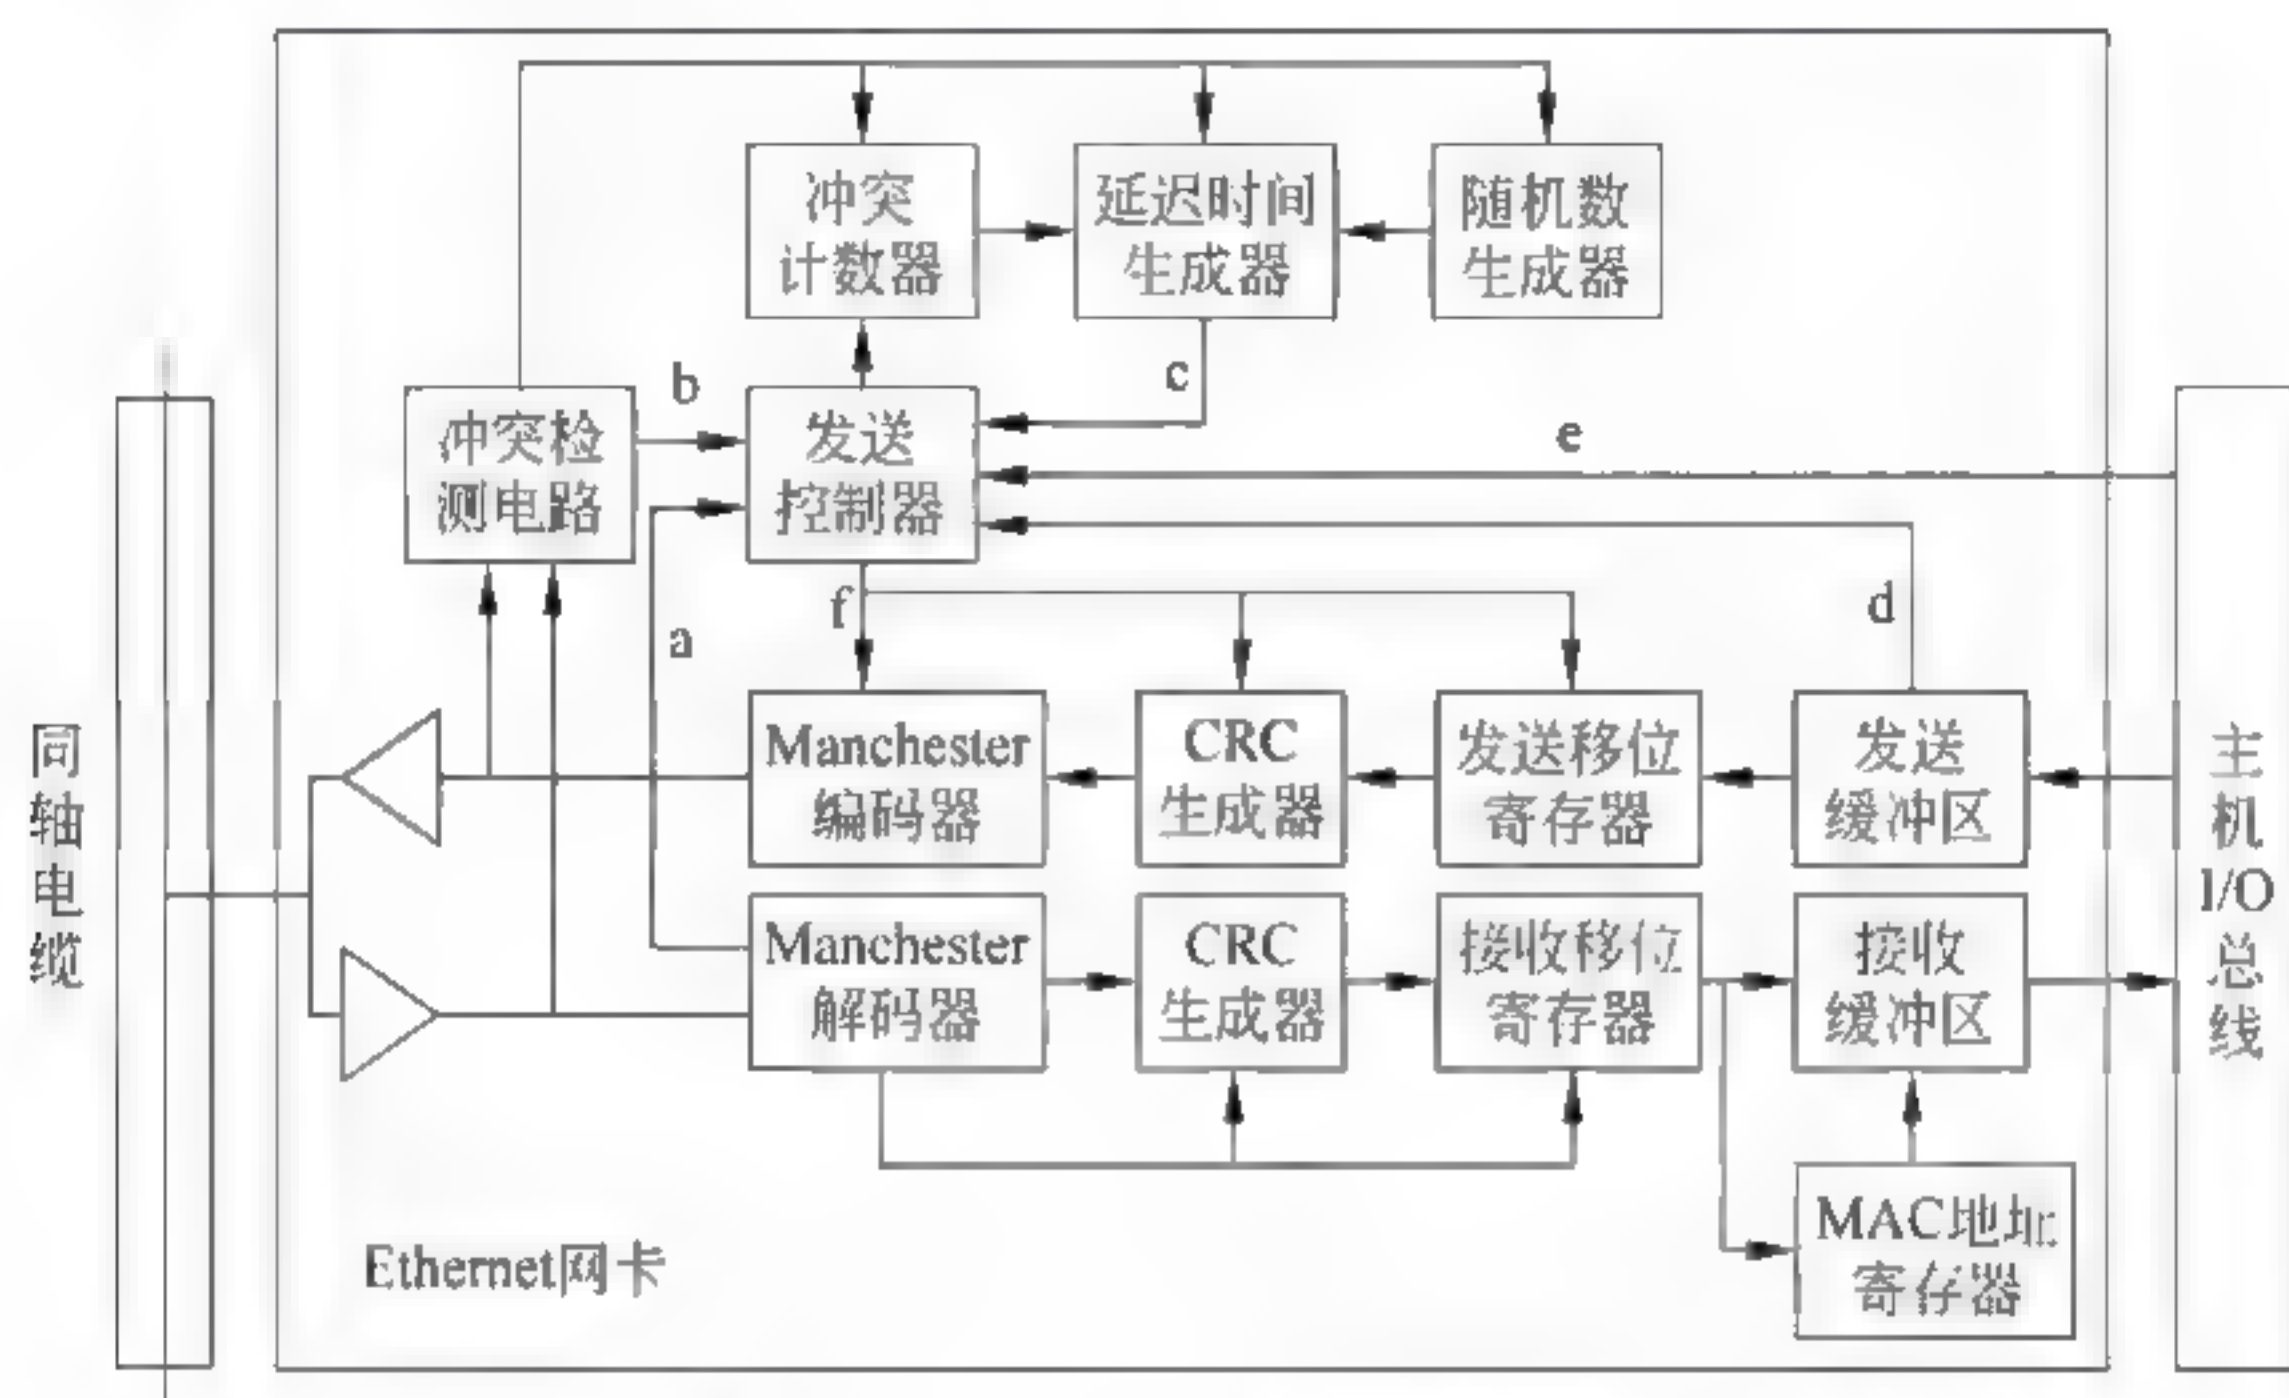 冲突
计数器
延迟时间
生成器
随机数
生成器
b
c
冲突检
测电路
发送
控制器
e
a
f
d
同轴电缆
Manchester
编码器
CRC
生成器
发送移位
寄存器
发送
缓冲区
主机I/O总线
Manchester
解码器
CRC
生成器
接收移位
寄存器
接收
缓冲区
MAC地址
寄存器
Ethernet网卡